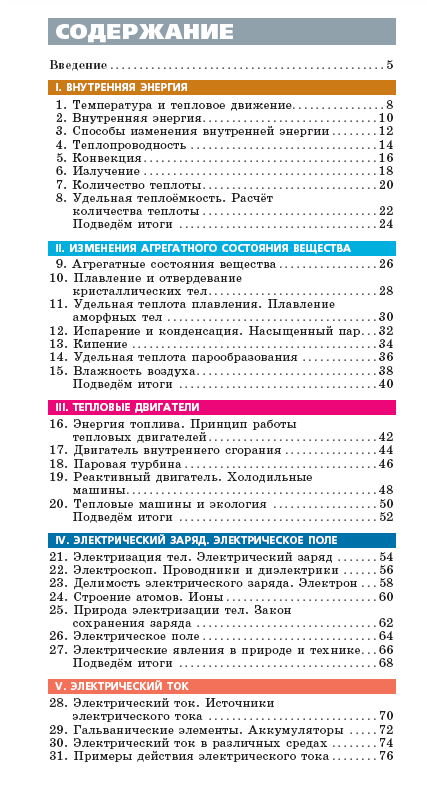 СОДЕРЖАНИЕ
Введение.................................5
I. ВНУТРЕННЯЯ ЭНЕРГИЯ
1. Температура и тепловое движение............8
2. Внутренняя энергия......................10
3. Способы изменения внутренней энергии.......12
4. Теплопроводность........................14
5. Конвекция..............................16
6. Излучение..............................18
7. Количество теплоты......................20
8. Удельная теплоёмкость. Расчёт
количества теплоты......................22
Подведём итоги.........................24
II. ИЗМЕНЕНИЯ АГРЕГАТНОГО СОСТОЯНИЯ ВЕЩЕСТВА
9. Агрегатные состояния вещества.............26
10. Плавление и отвердевание
кристаллических тел......................28
11. Удельная теплота плавления. Плавление
аморфных тел...........................30
12. Испарение и конденсация. Насыщенный пар...32
13. Кипение...............................34
14. Удельная теплота парообразования..........36
15. Влажность воздуха.......................38
Подведём итоги.........................40
III. ТЕПЛОВЫЕ ДВИГАТЕЛИ
16. Энергия топлива. Принцип работы
тепловых двигателей......................42
17. Двигатель внутреннего сгорания............44
18. Паровая турбина.........................46
19. Реактивный двигатель. Холодильные
машины................................48
20. Тепловые машины и экология..............50
Подведём итоги.........................52
IV. ЭЛЕКТРИЧЕСКИЙ ЗАРЯД. ЭЛЕКТРИЧЕСКОЕ ПОЛЕ
21. Электризация тел. Электрический заряд......54
22. Электроскоп. Проводники и диэлектрики.....56
23. Делимость электрического заряда. Электрон...58
24. Строение атомов. Ионы...................60
25. Природа электризации тел. Закон
сохранения заряда.......................62
26. Электрическое поле......................64
27. Электрические явления в природе и технике...66
Подведём итоги.........................68
V. ЭЛЕКТРИЧЕСКИЙ ТОК
28. Электрический ток. Источники
электрического тока......................70
29. Гальванические элементы. Аккумуляторы.....72
30. Электрический ток в различных средах.......74
31. Примеры действия электрического тока.......76